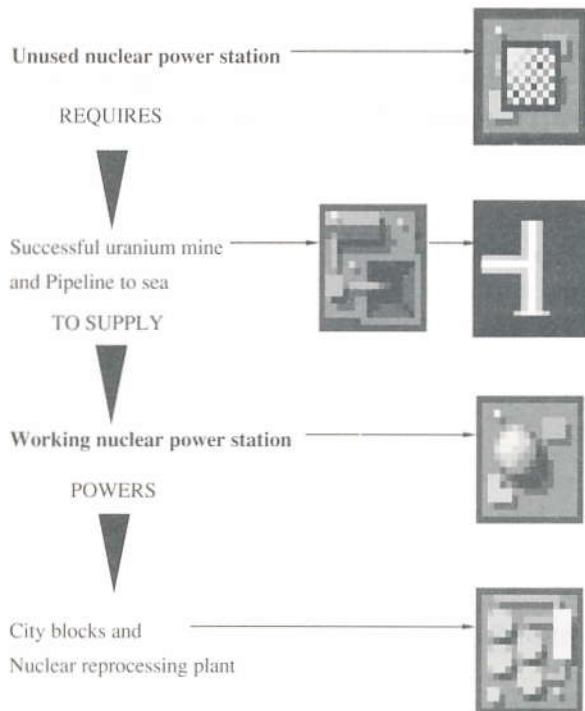 Unused nuclear power station
REQUIRES
Successful uranium mine
and Pipeline to sea
TO SUPPLY
Working nuclear power station
POWERS
City blocks and
Nuclear reprocessing plant